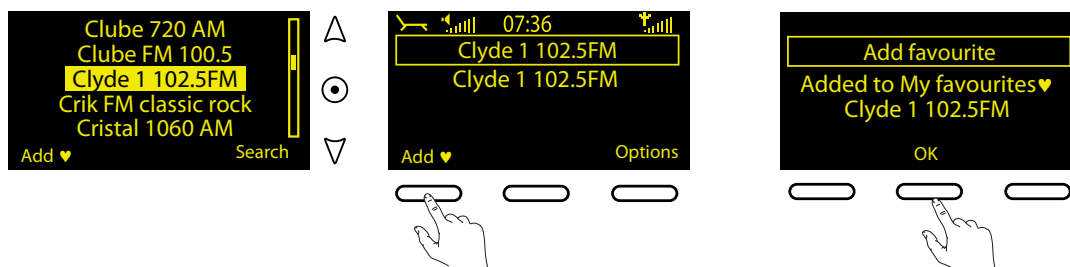 Clube 720 AM
Clube FM 100.5
Clyde 1 102.5FM
Crik FM classic rock
Cristal 1060 AM
Add ♥ Search
07:36
Clyde 1 102.5FM
Clyde 1 102.5FM
Add ♥ Options
Add favourite
Added to My favourites♥
Clyde 1 102.5FM
OK